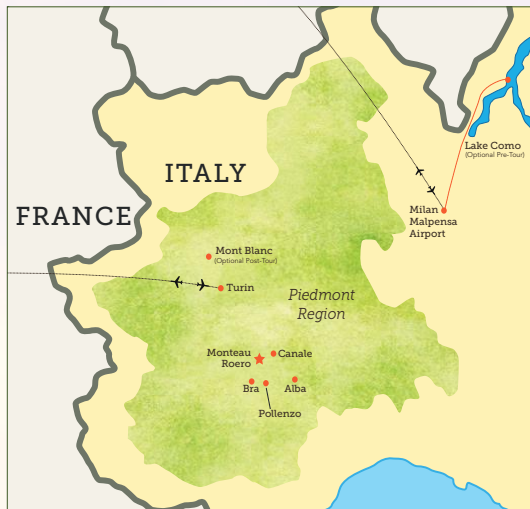 ITALY
FRANCE
Lake Como
(Optional Pre-Tour)
Milan
Malpensa
Airport
Mont Blanc
(Optional Post-Tour)
Turin
Piedmont
Region
Monteau
Roero
Canale
Bra
Alba
Pollenzo